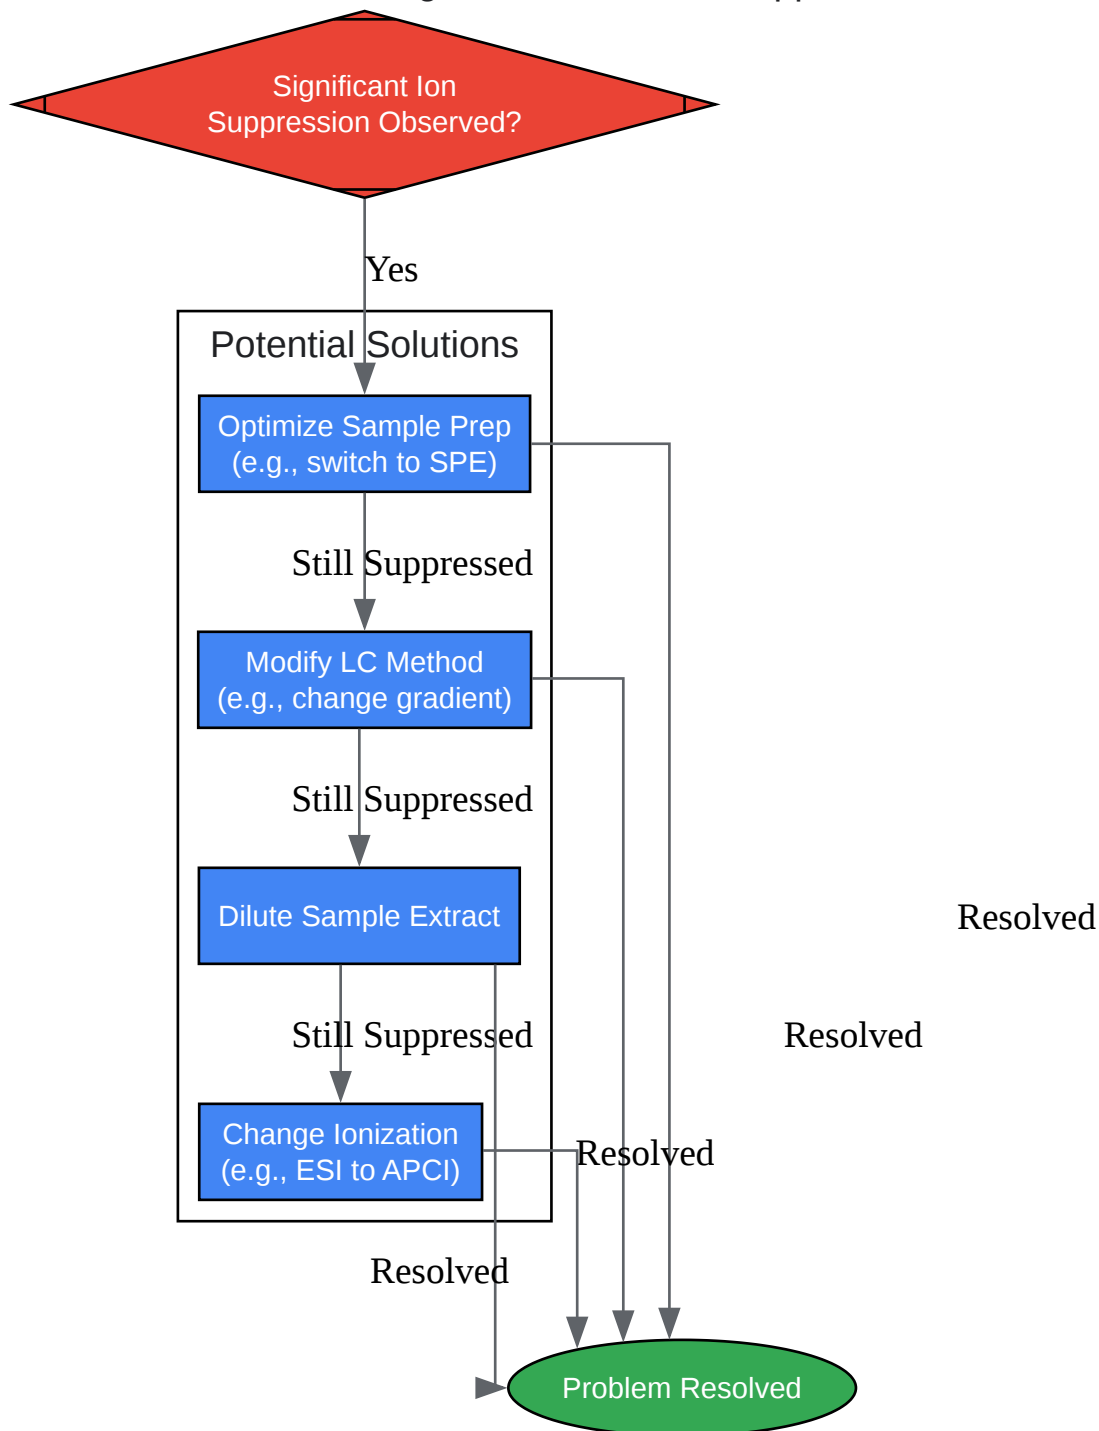 Significant Ion
Suppression Observed?
Yes
Potential Solutions
Optimize Sample Prep
(e.g., switch to SPE)
Still Suppressed
Modify LC Method
(e.g., change gradient)
Still Suppressed
Dilute Sample Extract
Resolved
Still Suppressed
Resolved
Change Ionization
(e.g., ESI to APCI)
Resolved
Resolved
Problem Resolved